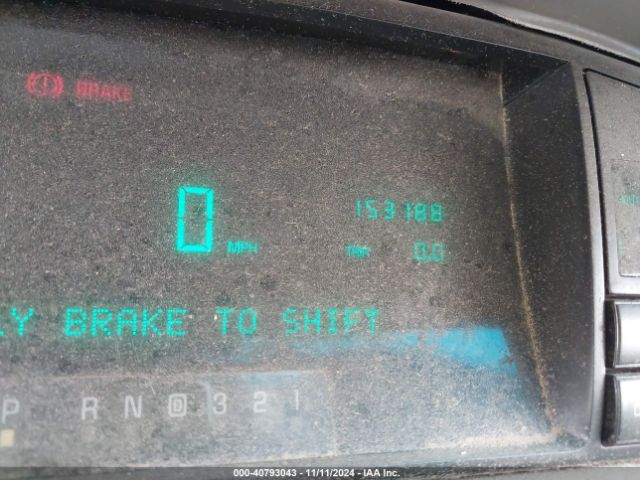 BRAKE
153188
0 MPH
TRIP 0.0
LY BRAKE TO SHIFT
P R N D 3 2 1
000-40793043 - 11/11/2024 - IAA Inc.